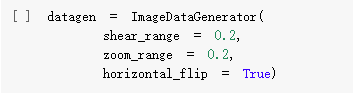 [ ] datagen = ImageDataGenerator(
        shear_range = 0.2,
        zoom_range = 0.2,
        horizontal_flip = True)